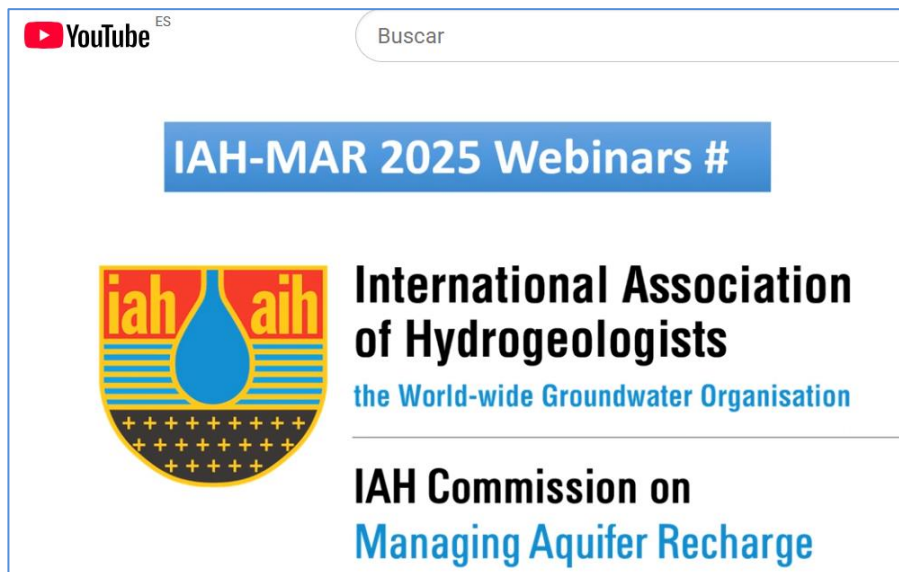 YouTube ES
Buscar
IAH-MAR 2025 Webinars #
iah aih
International Association
of Hydrogeologists
the World-wide Groundwater Organisation
IAH Commission on
Managing Aquifer Recharge